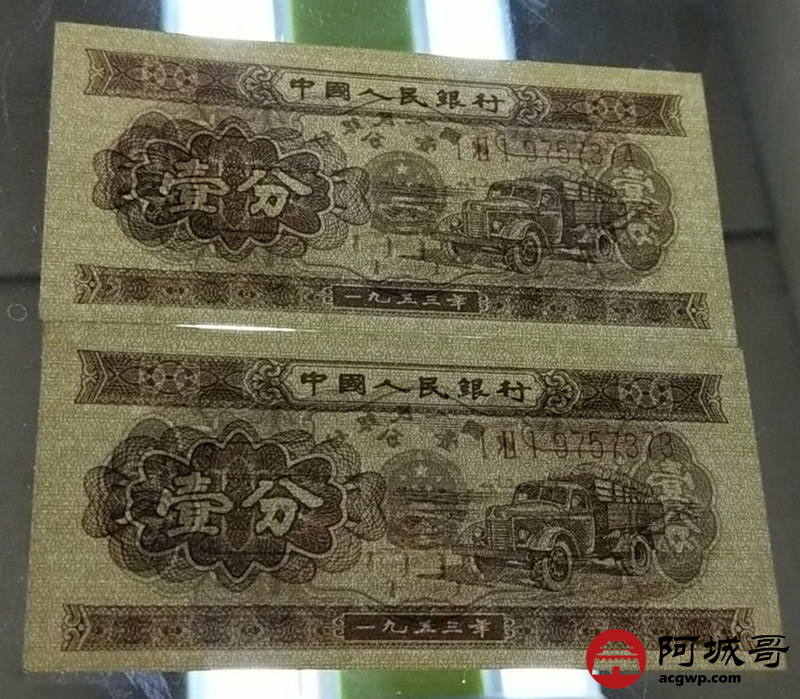 中國人民銀行
壹分
壹分
一九五三年
中國人民銀行
9757373
壹分
壹分
一九五三年
阿城哥
acgwp.com